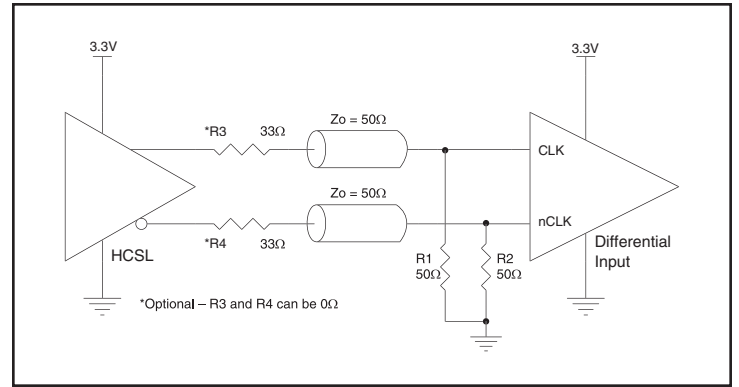 3.3V
3.3V
*R3 33Ω
Zo = 50Ω
CLK
Zo = 50Ω
nCLK
*R4 33Ω
HCSL
R1
50Ω
R2
50Ω
Differential
Input
*Optional – R3 and R4 can be 0Ω